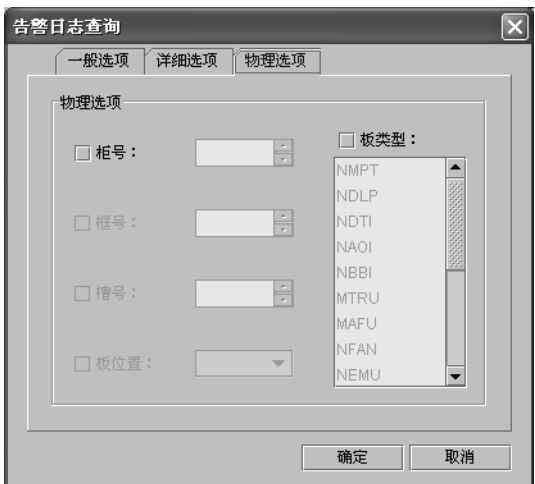 告警日志查询
一般选项 详细选项 物理选项
物理选项
柜号：
框号：
槽号：
板位置：
板类型：
NMPT
NDLP
NDTI
NAOI
NBBI
MTRU
MAFU
NFAN
NEMU
确定 取消